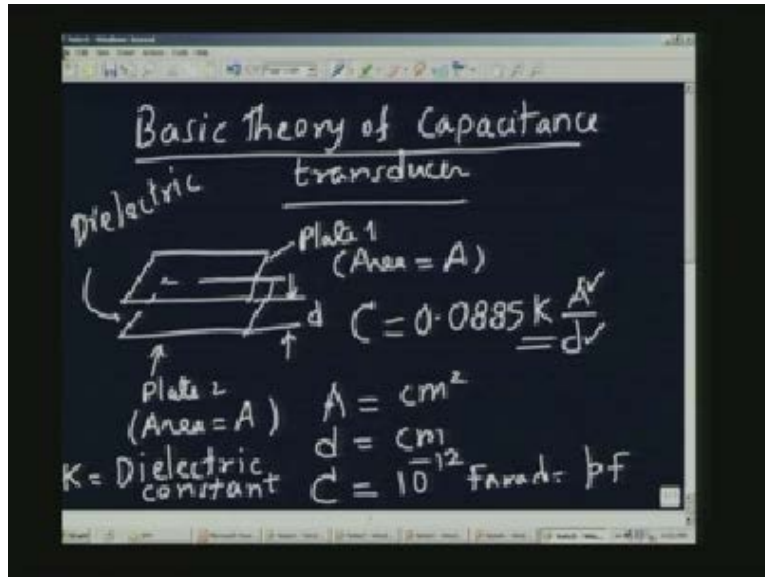 Basic Theory of Capacitance
transducer
Dielectric
Plate 1
(Area = A)
d
C = 0.0885 K A/d
Plate 2
(Area = A)
K = Dielectric constant
A = cm²
d = cm
C = 10⁻¹² Farad = pf